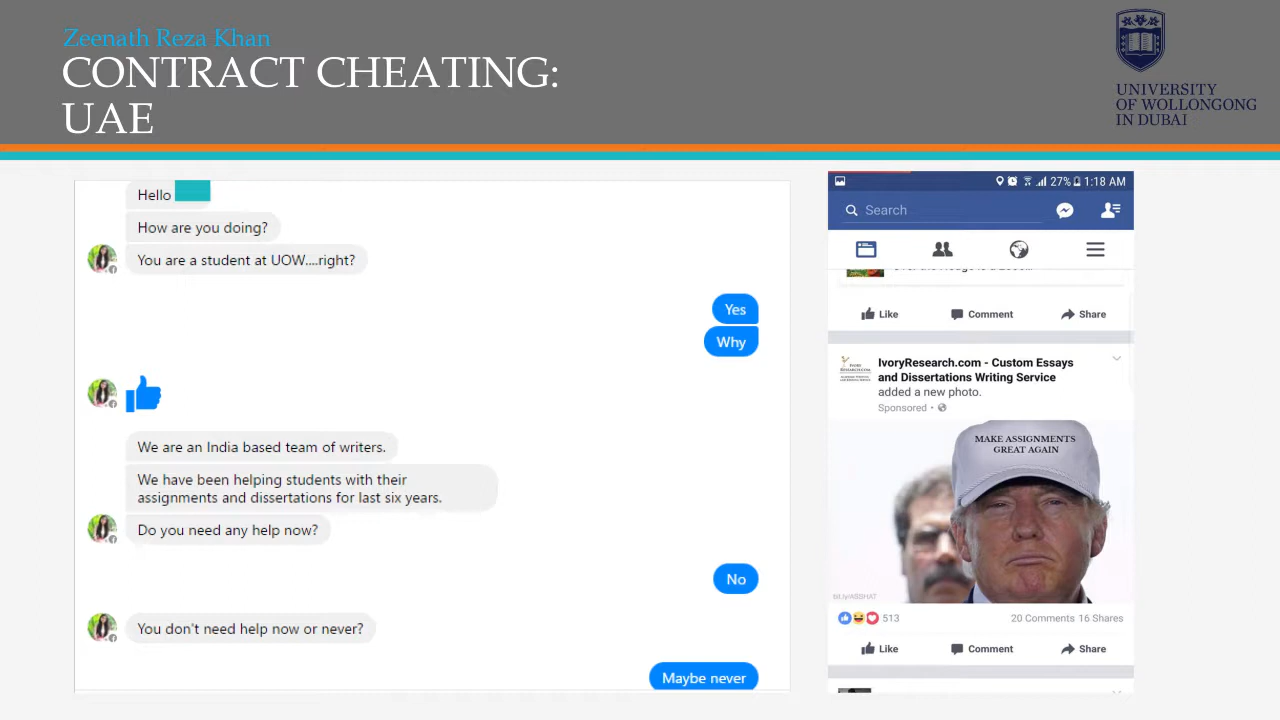 Zeenath Reza Khan
CONTRACT CHEATING:
UAE
UNIVERSITY
OF WOLLONGONG
IN DUBAI
Hello
How are you doing?
You are a student at UOW....right?
Yes
Why
We are an India based team of writers.
We have been helping students with their
assignments and dissertations for last six years.
Do you need any help now?
No
You don't need help now or never?
Maybe never
27% 1:18 AM
Search
Like Comment Share
IvoryResearch.com - Custom Essays
and Dissertations Writing Service
added a new photo.
Sponsored
MAKE ASSIGNMENTS
GREAT AGAIN
513 20 Comments 16 Shares
Like Comment Share